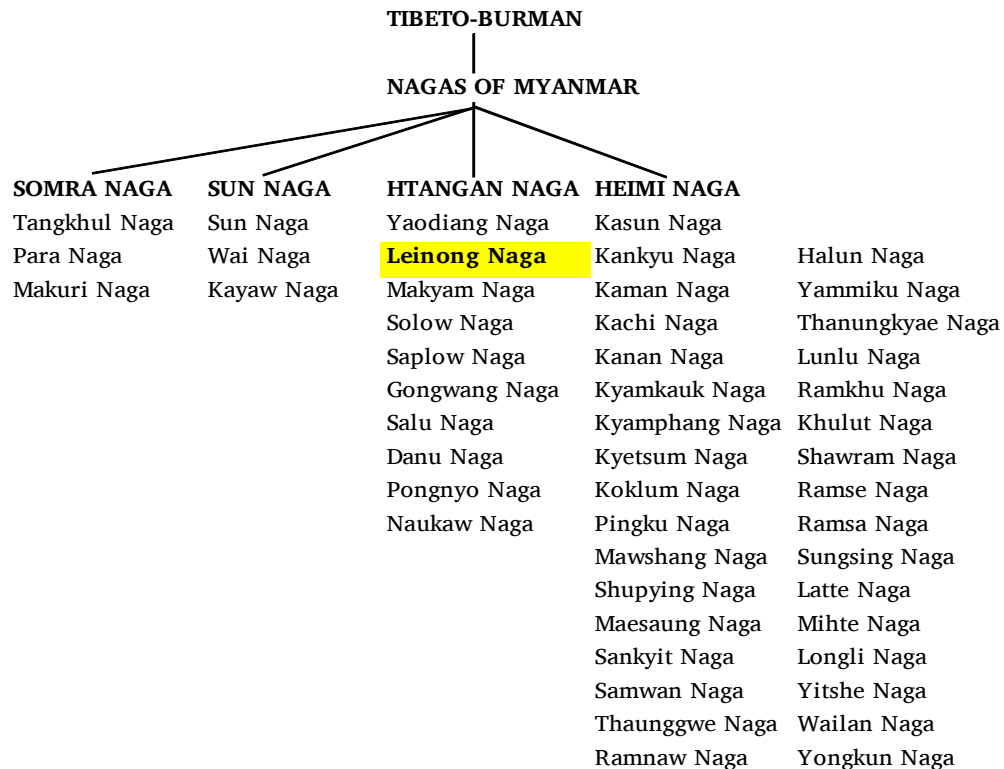 TIBETO-BURMAN
NAGAS OF MYANMAR
SOMRA NAGA SUN NAGA HTANGAN NAGA HEIMI NAGA
Tangkhul Naga Sun Naga Yaodiang Naga Kasun Naga
Para Naga Wai Naga Leinong Naga Kankyu Naga Halun Naga
Makuri Naga Kayaw Naga Makyam Naga Kaman Naga Yammiku Naga
Solow Naga Kachi Naga Thanungkyae Naga
Saplow Naga Kanan Naga Lunlu Naga
Gongwang Naga Kyamkauk Naga Ramkhu Naga
Salu Naga Kyamphang Naga Khulut Naga
Danu Naga Kyetsum Naga Shawram Naga
Pongnyo Naga Koklum Naga Ramse Naga
Naukaw Naga Pingku Naga Ramsa Naga
Mawshang Naga Sungsing Naga
Shupying Naga Latte Naga
Maesaung Naga Mihte Naga
Sankyit Naga Longli Naga
Samwan Naga Yitshe Naga
Thaunggwe Naga Wailan Naga
Ramnaw Naga Yongkun Naga